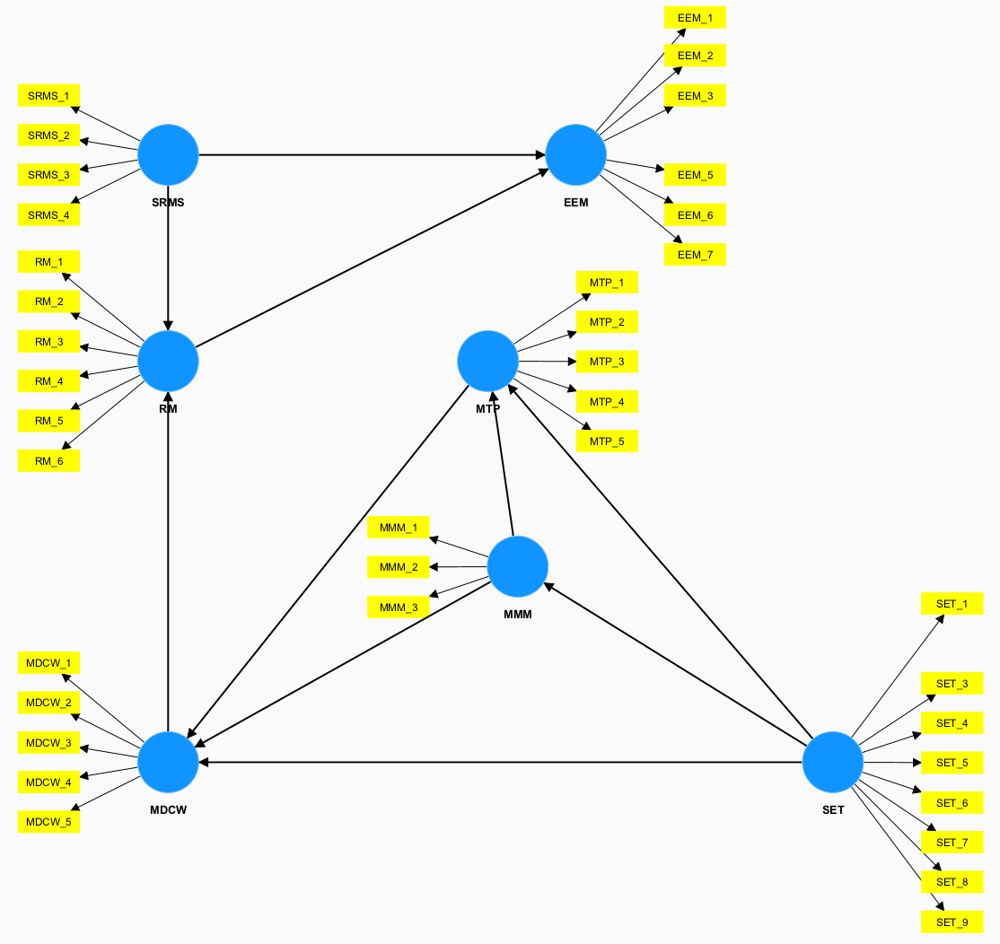 EEM_1
EEM_2
EEM_3
EEM_5
EEM_6
EEM_7
EEM
SRMS_1
SRMS_2
SRMS_3
SRMS_4
SRMS
RM_1
RM_2
RM_3
RM_4
RM_5
RM_6
RM
MTP_1
MTP_2
MTP_3
MTP_4
MTP_5
MTP
MMM_1
MMM_2
MMM_3
MMM
MDCW_1
MDCW_2
MDCW_3
MDCW_4
MDCW_5
MDCW
SET_1
SET_3
SET_4
SET_5
SET_6
SET_7
SET_8
SET_9
SET